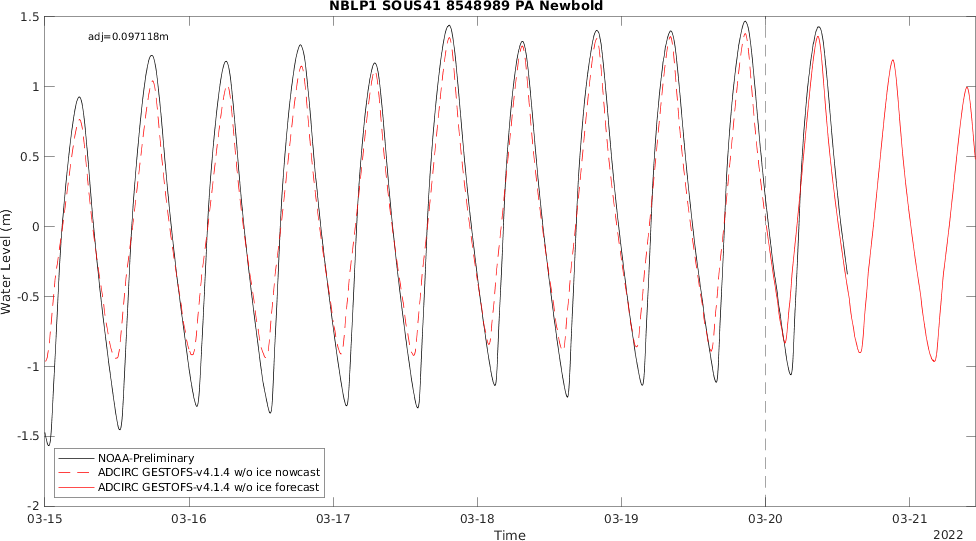 NBLP1 SOUS41 8548989 PA Newbold
adj=0.097118m
1.5
1
0.5
0
-0.5
-1
-1.5
-2
Water Level (m)
NOAA-Preliminary
ADCIRC GESTOFS-v4.1.4 w/o ice nowcast
ADCIRC GESTOFS-v4.1.4 w/o ice forecast
03-15 03-16 03-17 03-18 03-19 03-20 03-21
Time
2022